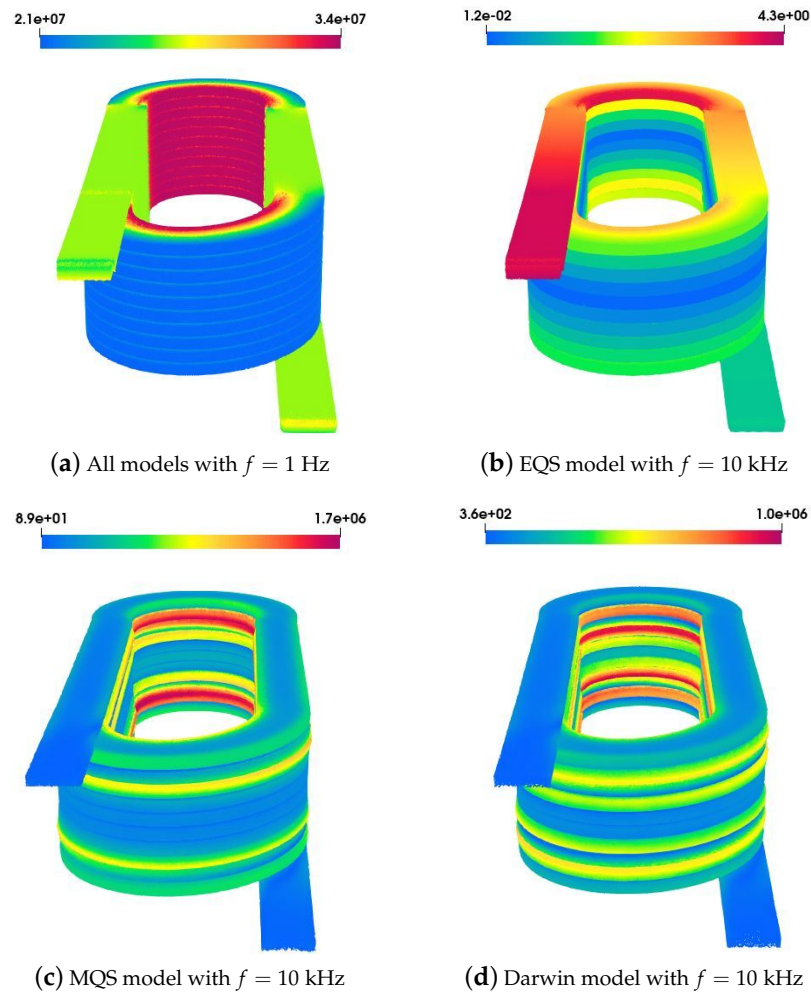 2.1e+07 3.4e+07 1.2e-02 4.3e+00
(a) All models with f = 1 Hz (b) EQS model with f = 10 kHz
8.9e+01 1.7e+06 3.6e+02 1.0e+06
(c) MQS model with f = 10 kHz (d) Darwin model with f = 10 kHz